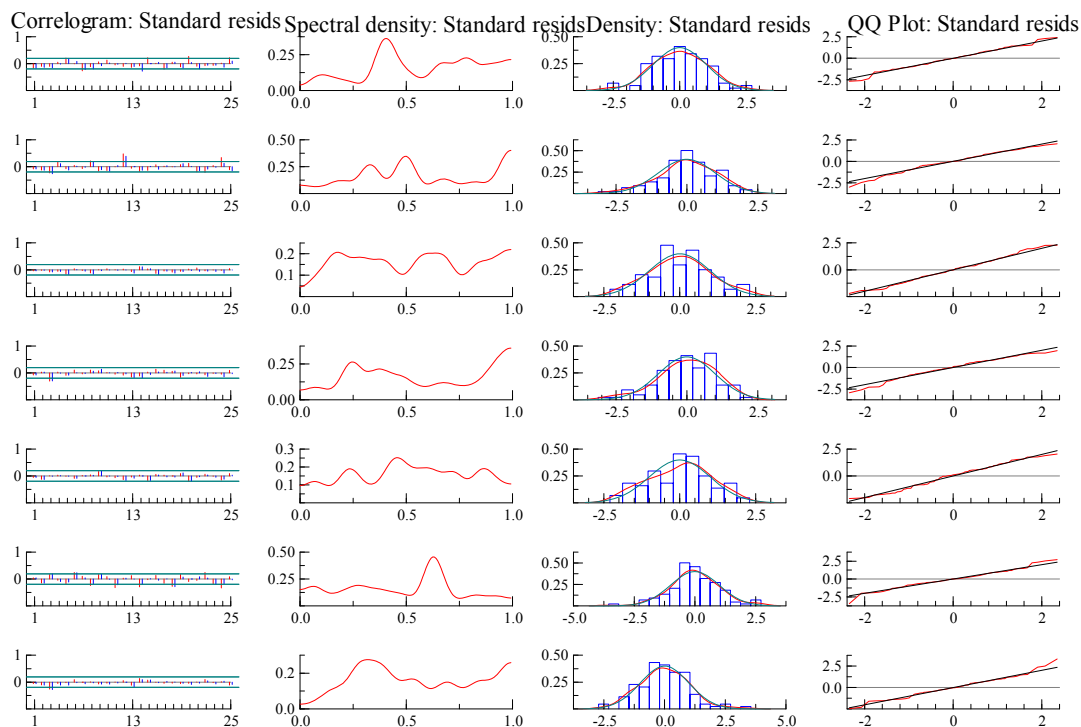 Correlogram: Standard resids Spectral density: Standard resids Density: Standard resids QQ Plot: Standard resids
1 0.25 0.50 2.5
0 0.25 0.0
0.00 -2.5
1 13 25 0.0 0.5 1.0 -2.5 0.0 2.5 -2 0 2
1 0.50 0.50 2.5
0 0.25 0.25 0.0
-2.5
1 13 25 0.0 0.5 1.0 -2.5 0.0 2.5 -2 0 2
1 0.2 0.50 2.5
0 0.1 0.25 0.0
1 13 25 0.0 0.5 1.0 -2.5 0.0 2.5 -2 0 2
1 0.25 0.50 2.5
0 0.25 0.0
0.00 -2.5
1 13 25 0.0 0.5 1.0 -2.5 0.0 2.5 -2 0 2
1 0.3 0.50 2.5
0 0.2 0.25 0.0
0.1
1 13 25 0.0 0.5 1.0 -2.5 0.0 2.5 -2 0 2
1 0.50 0.50 2.5
0 0.25 0.25 0.0
-2.5
1 13 25 0.0 0.5 1.0 -5.0 -2.5 0.0 2.5 5.0 -2 0 2
1 0.2 0.50 2.5
0 0.25 0.0
0.0
1 13 25 0.0 0.5 1.0 -2.5 0.0 2.5 5.0 -2 0 2